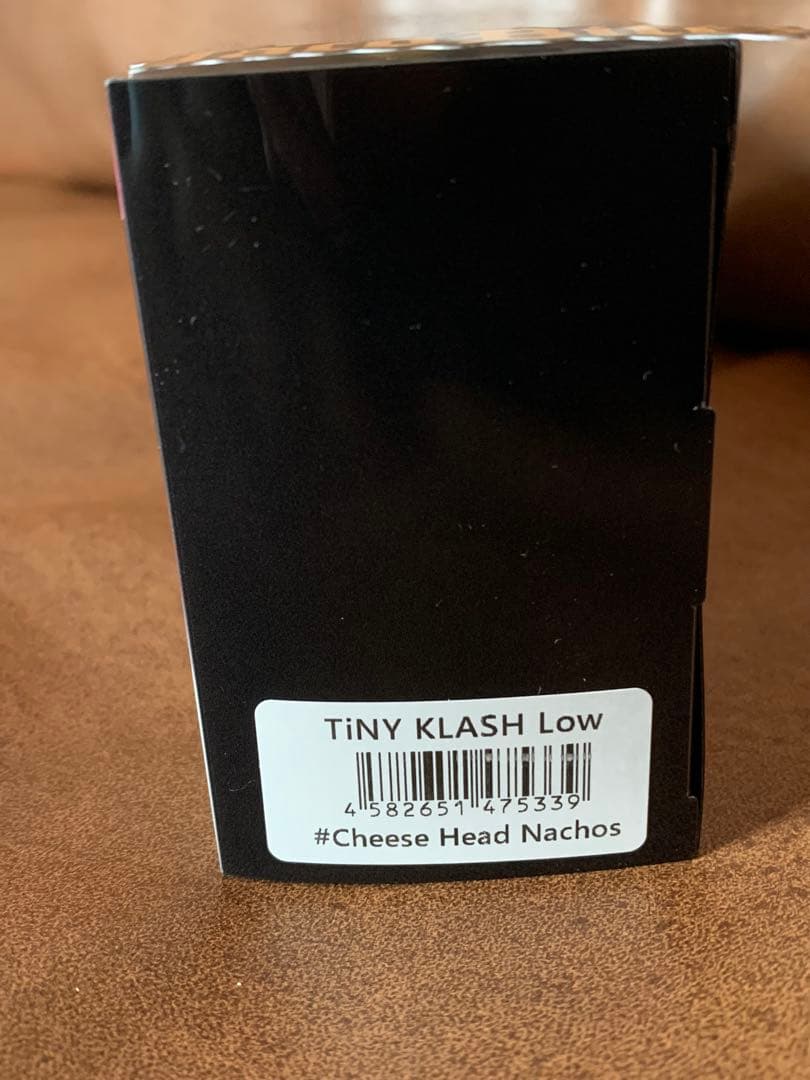 TiNY KLASH Low
4 582651 475339
#Cheese Head Nachos